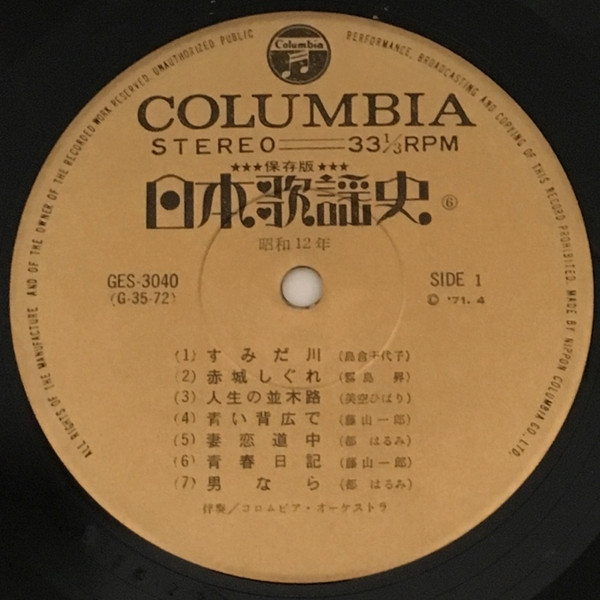 Columbia
COLUMBIA
STEREO 33⅓RPM
★★★保存版★★★
日本歌謡史 ⑥
昭和12年
GES-3040
(G-35-72)
SIDE 1
Ⓟ '71.4
(1) すみだ川 (島倉千代子)
(2) 赤城しぐれ (霧島 昇)
(3) 人生の並木路 (美空ひばり)
(4) 青い背広で (藤山一郎)
(5) 妻恋道中 (都 はるみ)
(6) 青春日記 (藤山一郎)
(7) 男なら (都 はるみ)
伴奏/コロムビア・オーケストラ
ALL RIGHTS OF THE MANUFACTURE AND OF THE OWNER OF THE RECORDED WORK RESERVED. UNAUTHORIZED PUBLIC PERFORMANCE, BROADCASTING AND COPYING OF THIS RECORD PROHIBITED. MADE BY NIPPON COLUMBIA CO., LTD.